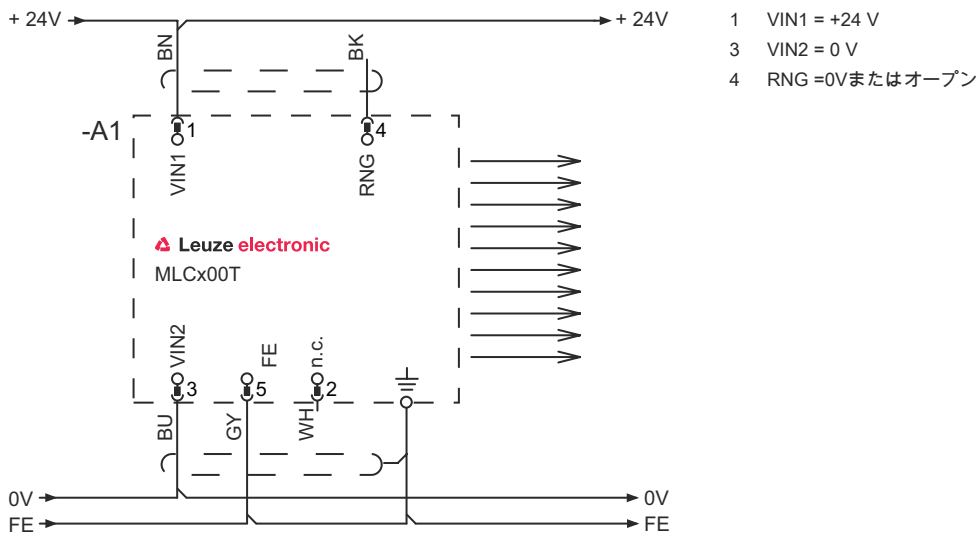 + 24V
+ 24V
1 VIN1 = +24 V
3 VIN2 = 0 V
4 RNG =0Vまたはオープン
BN
BK
-A1
1
4
VIN1
RNG
Leuze electronic
MLCx00T
VIN2
FE
n.c.
3
5
2
BU
GY
WH
0V
0V
FE
FE